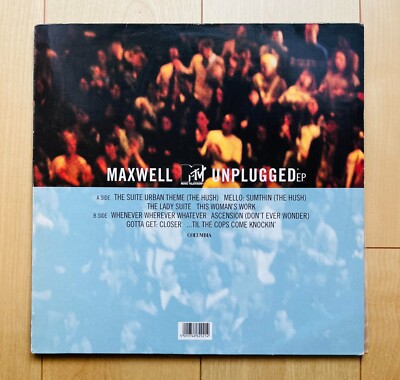 MAXWELL MTV MUSIC TELEVISION UNPLUGGED EP
A SIDE THE SUITE URBAN THEME (THE HUSH) MELLO: SUMTHIN (THE HUSH)
THE LADY SUITE THIS WOMAN'S WORK
B SIDE WHENEVER WHEREVER WHATEVER ASCENSION (DON'T EVER WONDER)
GOTTA GET: CLOSER ...TIL THE COPS COME KNOCKIN'
COLUMBIA